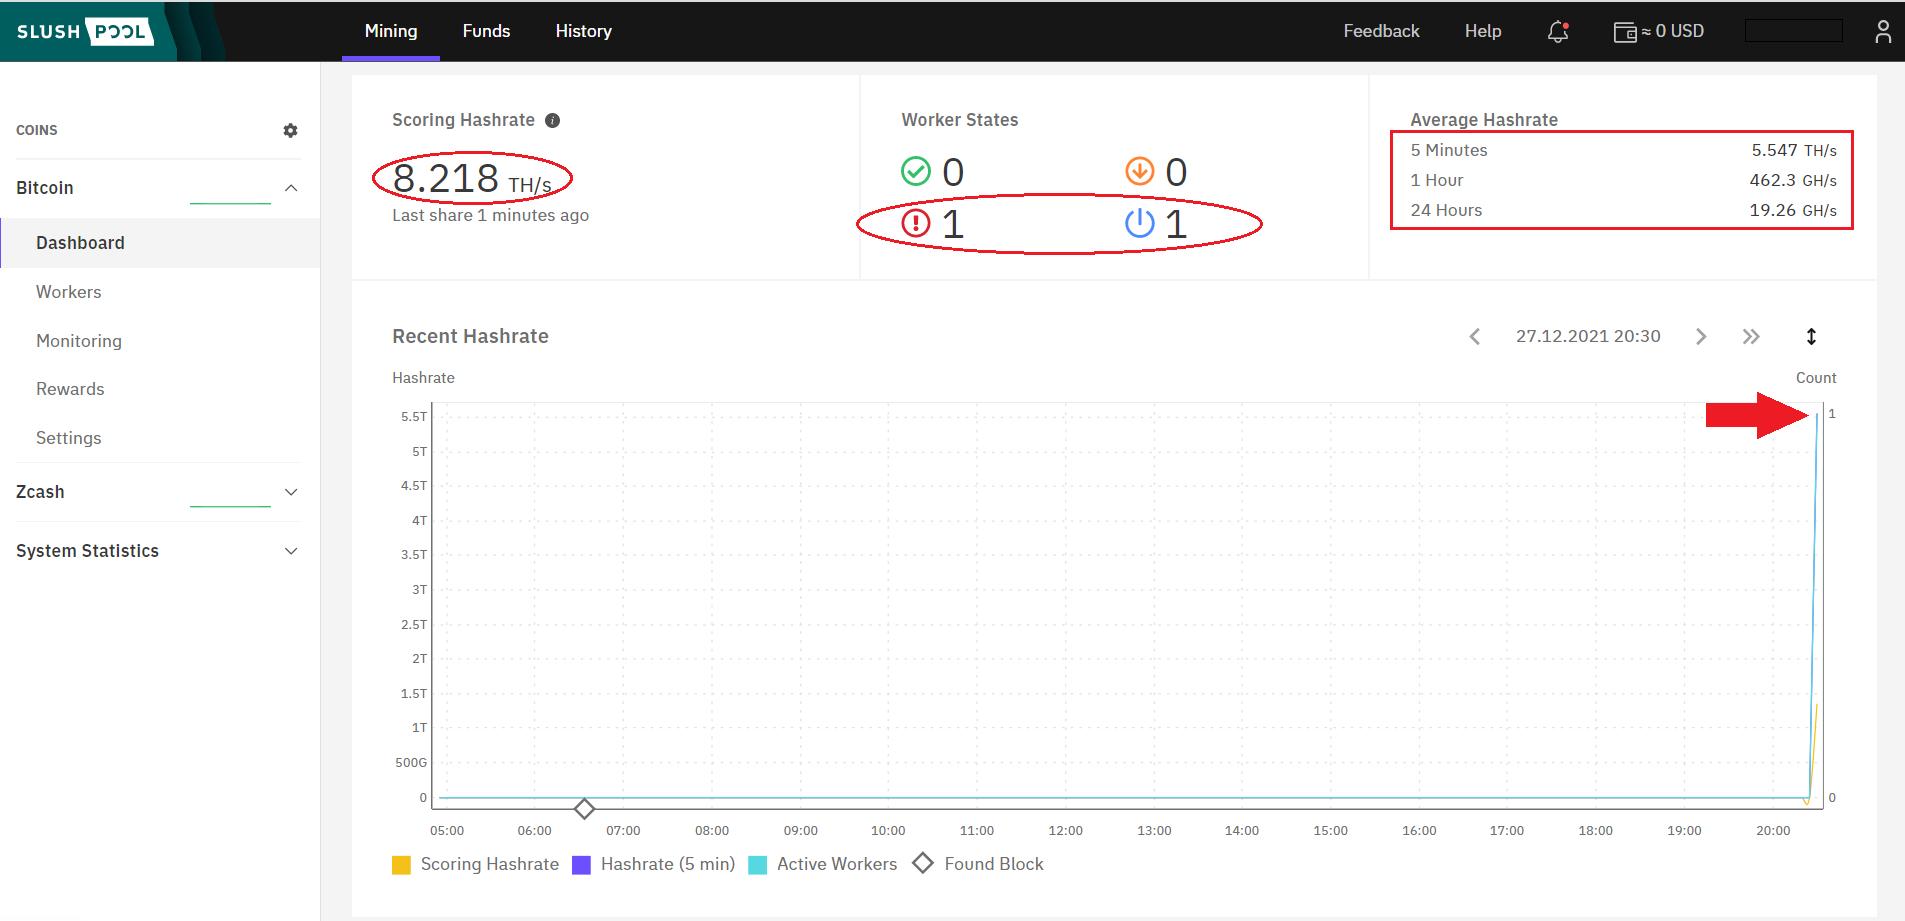 SLUSH POOL
Mining Funds History Feedback Help ≈ 0 USD
COINS
Bitcoin
Dashboard
Workers
Monitoring
Rewards
Settings
Zcash
System Statistics
Scoring Hashrate i
8.218 TH/s
Last share 1 minutes ago
Worker States
0 0
1 1
Average Hashrate
5 Minutes 5.547 TH/s
1 Hour 462.3 GH/s
24 Hours 19.26 GH/s
Recent Hashrate 27.12.2021 20:30
Hashrate Count
5.5T 1
5T
4.5T
4T
3.5T
3T
2.5T
2T
1.5T
1T
500G
0 0
05:00 06:00 07:00 08:00 09:00 10:00 11:00 12:00 13:00 14:00 15:00 16:00 17:00 18:00 19:00 20:00
Scoring Hashrate Hashrate (5 min) Active Workers Found Block